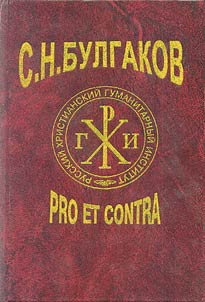 С.Н.БУЛГАКОВ
РУССКИЙ ХРИСТИАНСКИЙ ГУМАНИТАРНЫЙ ИНСТИТУТ
Г И
PRO ET CONTRA